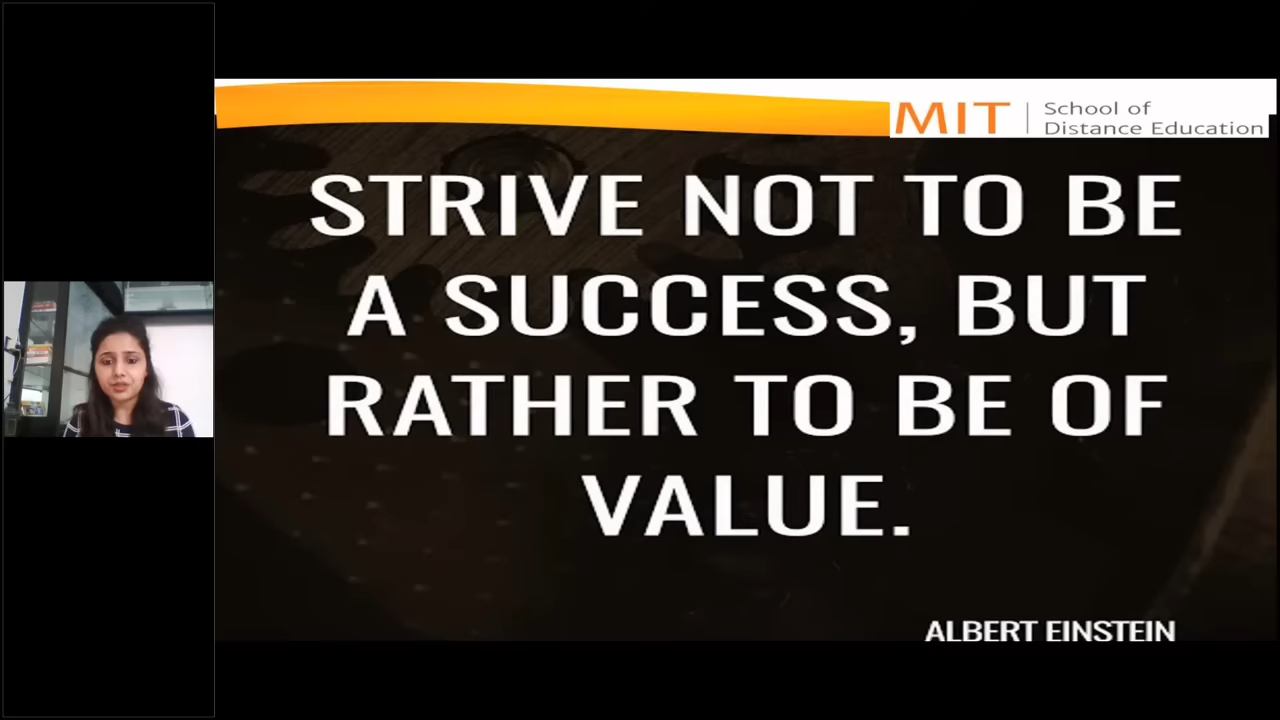 MIT
School of
Distance Education
STRIVE NOT TO BE
A SUCCESS, BUT
RATHER TO BE OF
VALUE.
ALBERT EINSTEIN